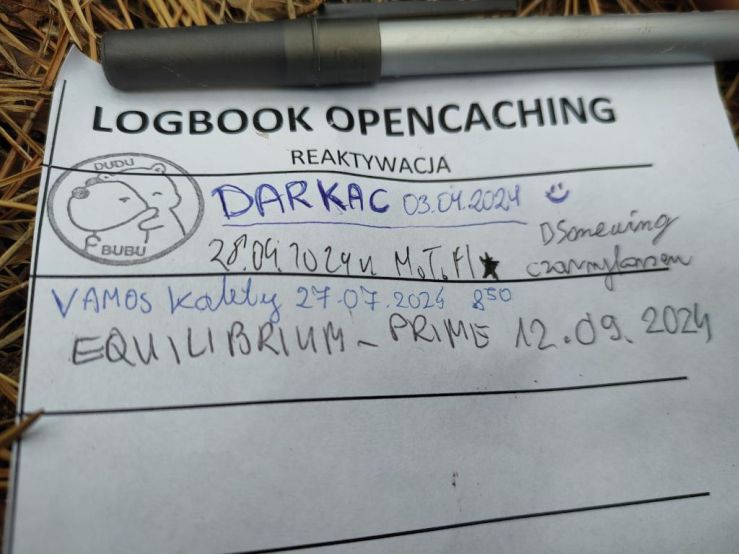 LOGBOOK OPENCACHING
REAKTYWACJA
DUDU
BUBU
DARKAC 03.04.2024
28.04.2024
VAMOS Kalety 27.07.2024 8⁵⁰
EQUILIBRIUM - PRIME 12.09.2024